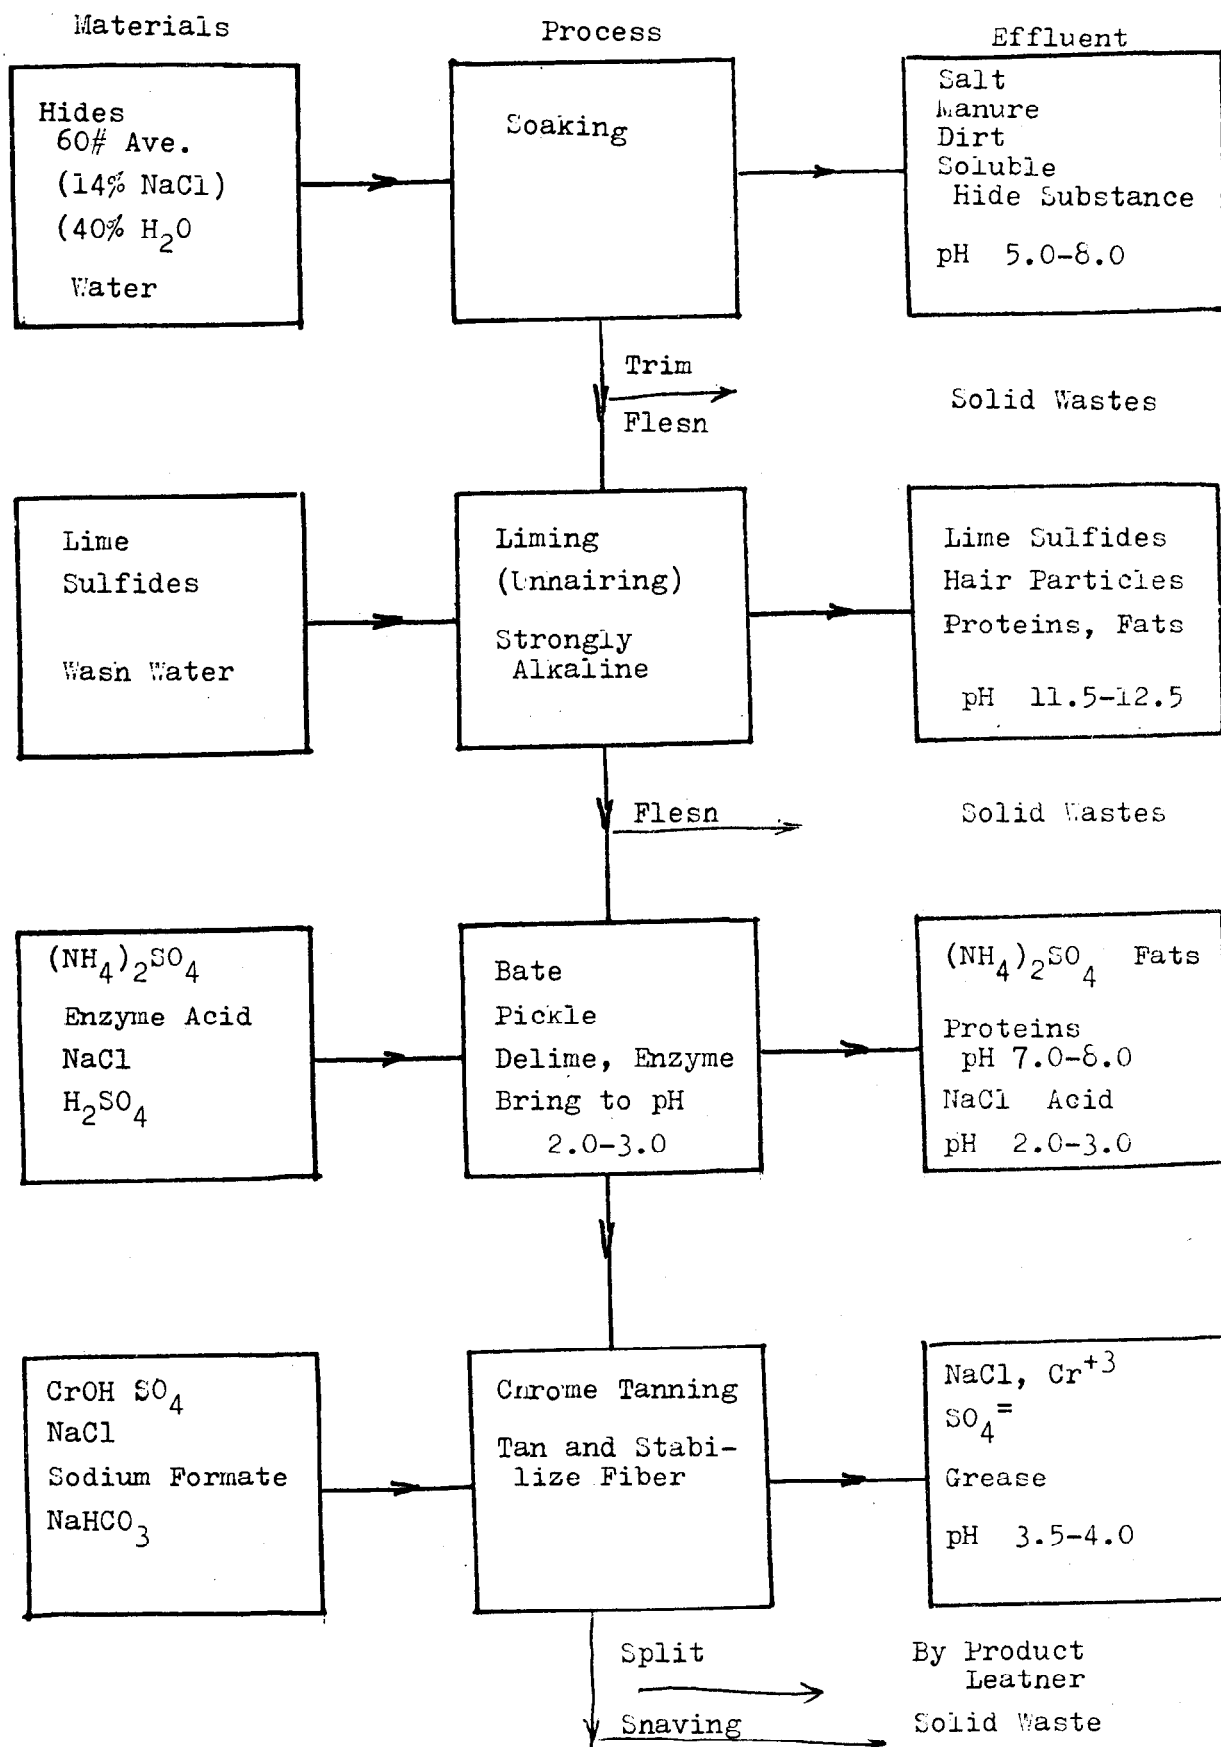 Materials
Process
Effluent
Hides
60# Ave.
(14% NaCl)
(40% H₂O
Water
Soaking
Salt
Manure
Dirt
Soluble
Hide Substance
pH 5.0-8.0
Trim
Flesh
Solid Wastes
Lime
Sulfides
Wash Water
Liming
(Unhairing)
Strongly
Alkaline
Lime Sulfides
Hair Particles
Proteins, Fats
pH 11.5-12.5
Flesh
Solid Wastes
(NH₄)₂SO₄
Enzyme Acid
NaCl
H₂SO₄
Bate
Pickle
Delime, Enzyme
Bring to pH
2.0-3.0
(NH₄)₂SO₄ Fats
Proteins
pH 7.0-8.0
NaCl Acid
pH 2.0-3.0
CrOH SO₄
NaCl
Sodium Formate
NaHCO₃
Chrome Tanning
Tan and Stabi-
lize Fiber
NaCl, Cr⁺³
SO₄⁼
Grease
pH 3.5-4.0
Split
By Product
Leather
Shaving
Solid Waste